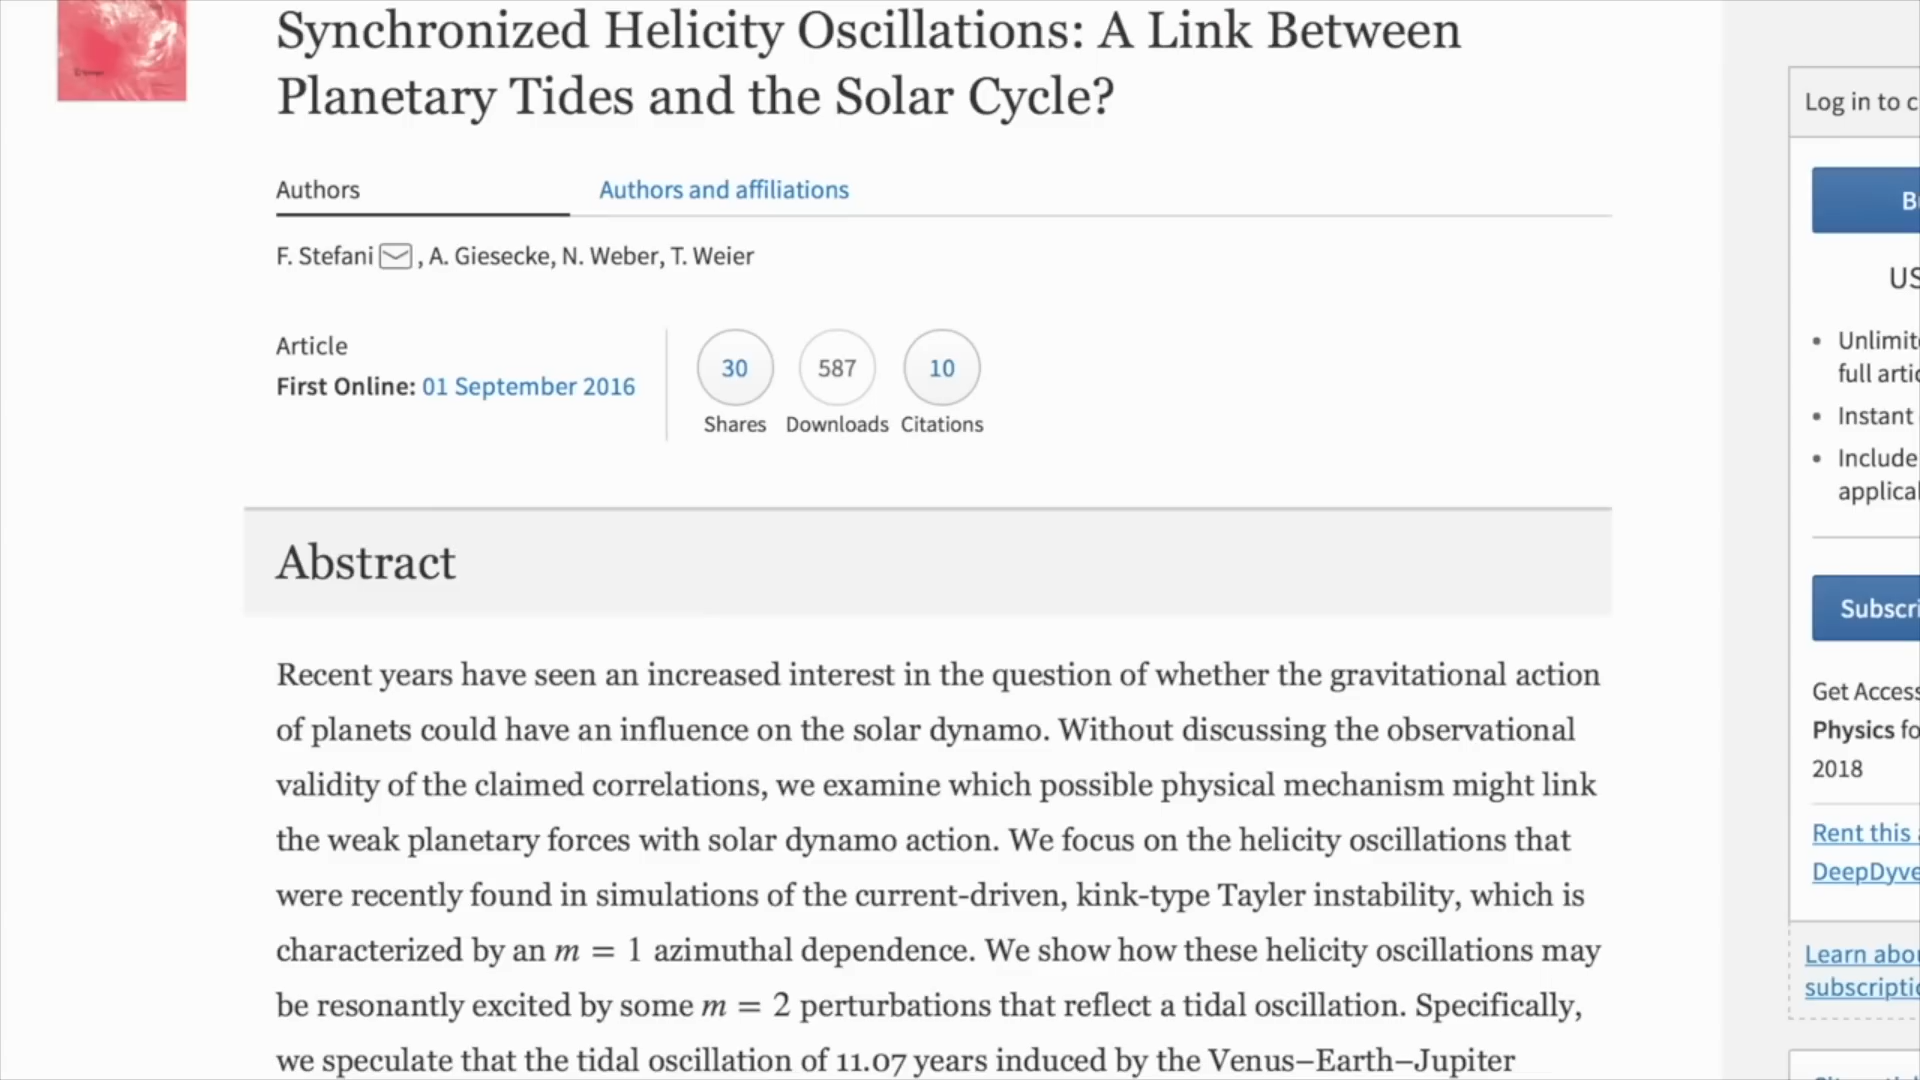 Synchronized Helicity Oscillations: A Link Between
Planetary Tides and the Solar Cycle?
Authors
Authors and affiliations
F. Stefani, A. Giesecke, N. Weber, T. Weier
Article
First Online: 01 September 2016
30
Shares
587
Downloads
10
Citations
Abstract
Recent years have seen an increased interest in the question of whether the gravitational action
of planets could have an influence on the solar dynamo. Without discussing the observational
validity of the claimed correlations, we examine which possible physical mechanism might link
the weak planetary forces with solar dynamo action. We focus on the helicity oscillations that
were recently found in simulations of the current-driven, kink-type Tayler instability, which is
characterized by an m = 1 azimuthal dependence. We show how these helicity oscillations may
be resonantly excited by some m = 2 perturbations that reflect a tidal oscillation. Specifically,
we speculate that the tidal oscillation of 11.07 years induced by the Venus–Earth–Jupiter
Log in to c
B
US
• Unlimit
full artic
• Instant
• Include
applical
Subscri
Get Access
Physics fo
2018
Rent this
DeepDyve
Learn abou
subscripti